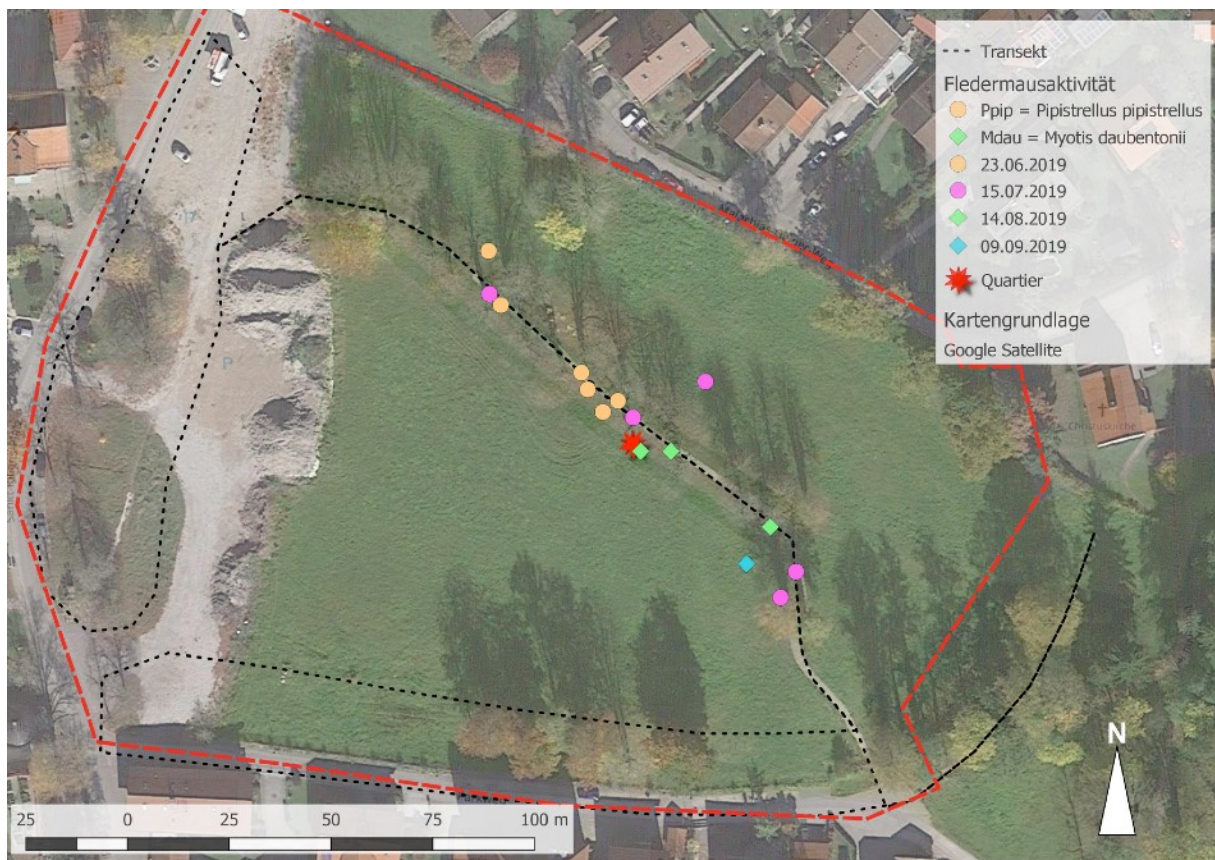 Transekt
Fledermausaktivität
Ppip = Pipistrellus pipistrellus
Mdau = Myotis daubentonii
23.06.2019
15.07.2019
14.08.2019
09.09.2019
Quartier
Kartengrundlage
Google Satellite
Christuskirche
P
N
25 0 25 50 75 100 m